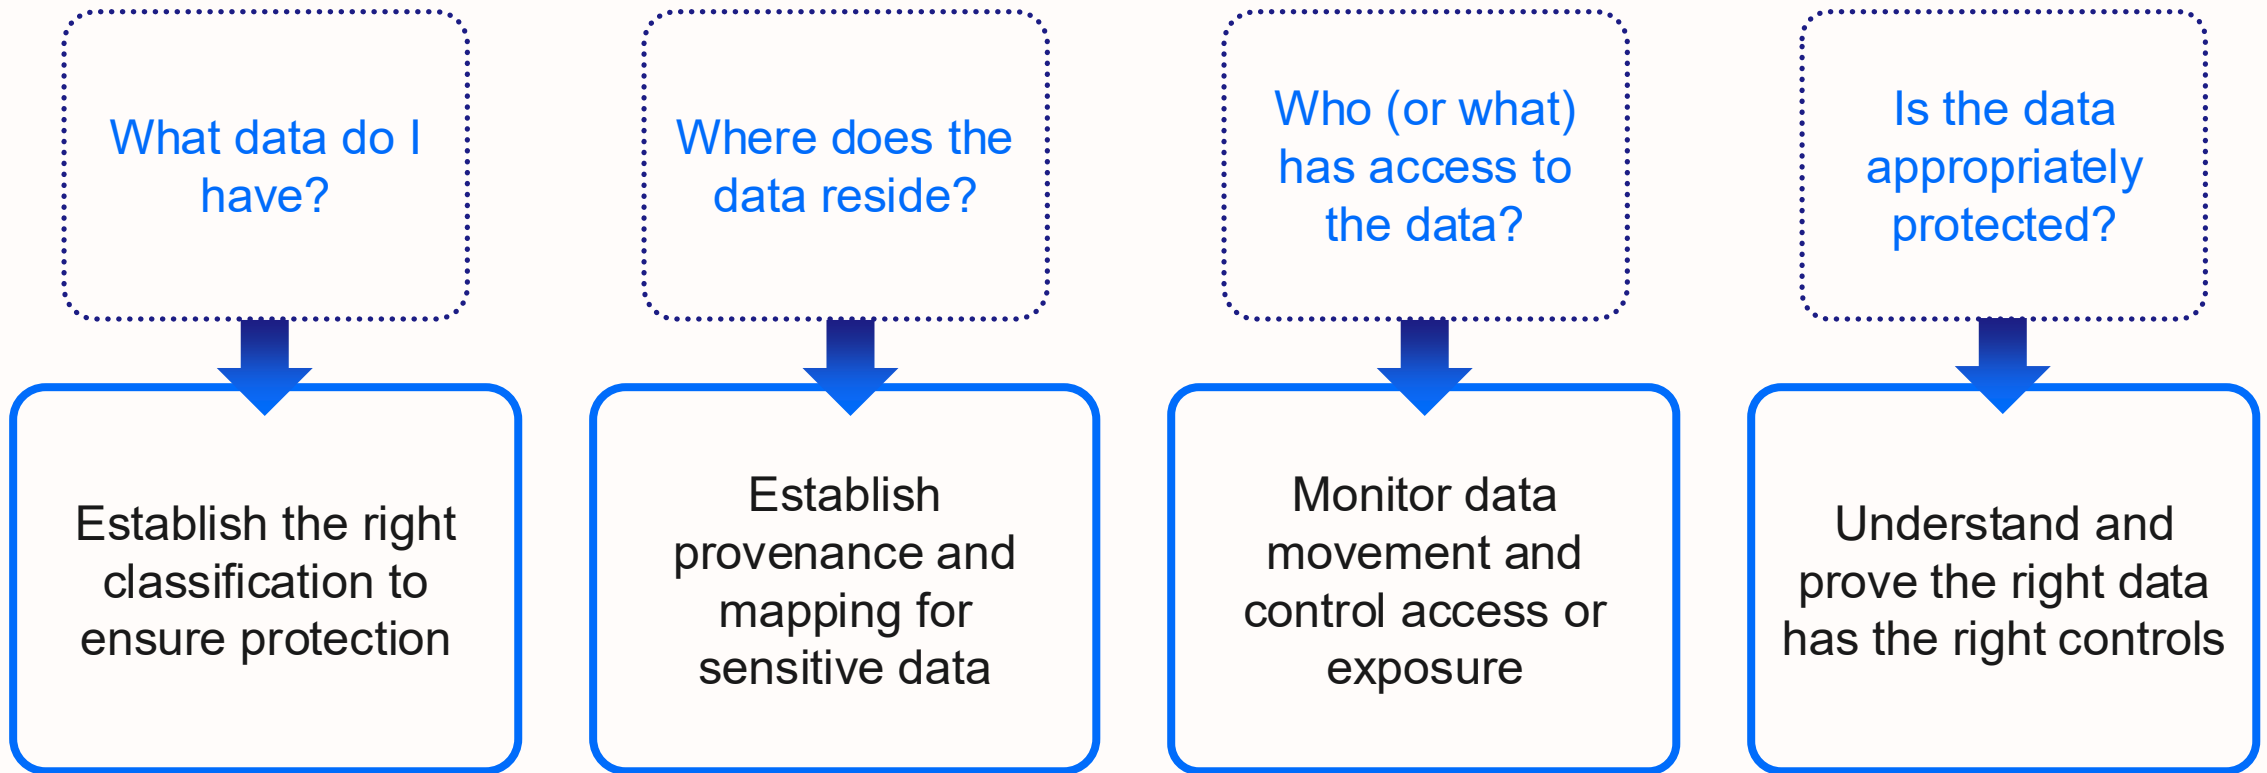 What data do I
have?
Where does the
data reside?
Who (or what)
has access to
the data?
Is the data
appropriately
protected?
Establish the right
classification to
ensure protection
Establish
provenance and
mapping for
sensitive data
Monitor data
movement and
control access or
exposure
Understand and
prove the right data
has the right controls